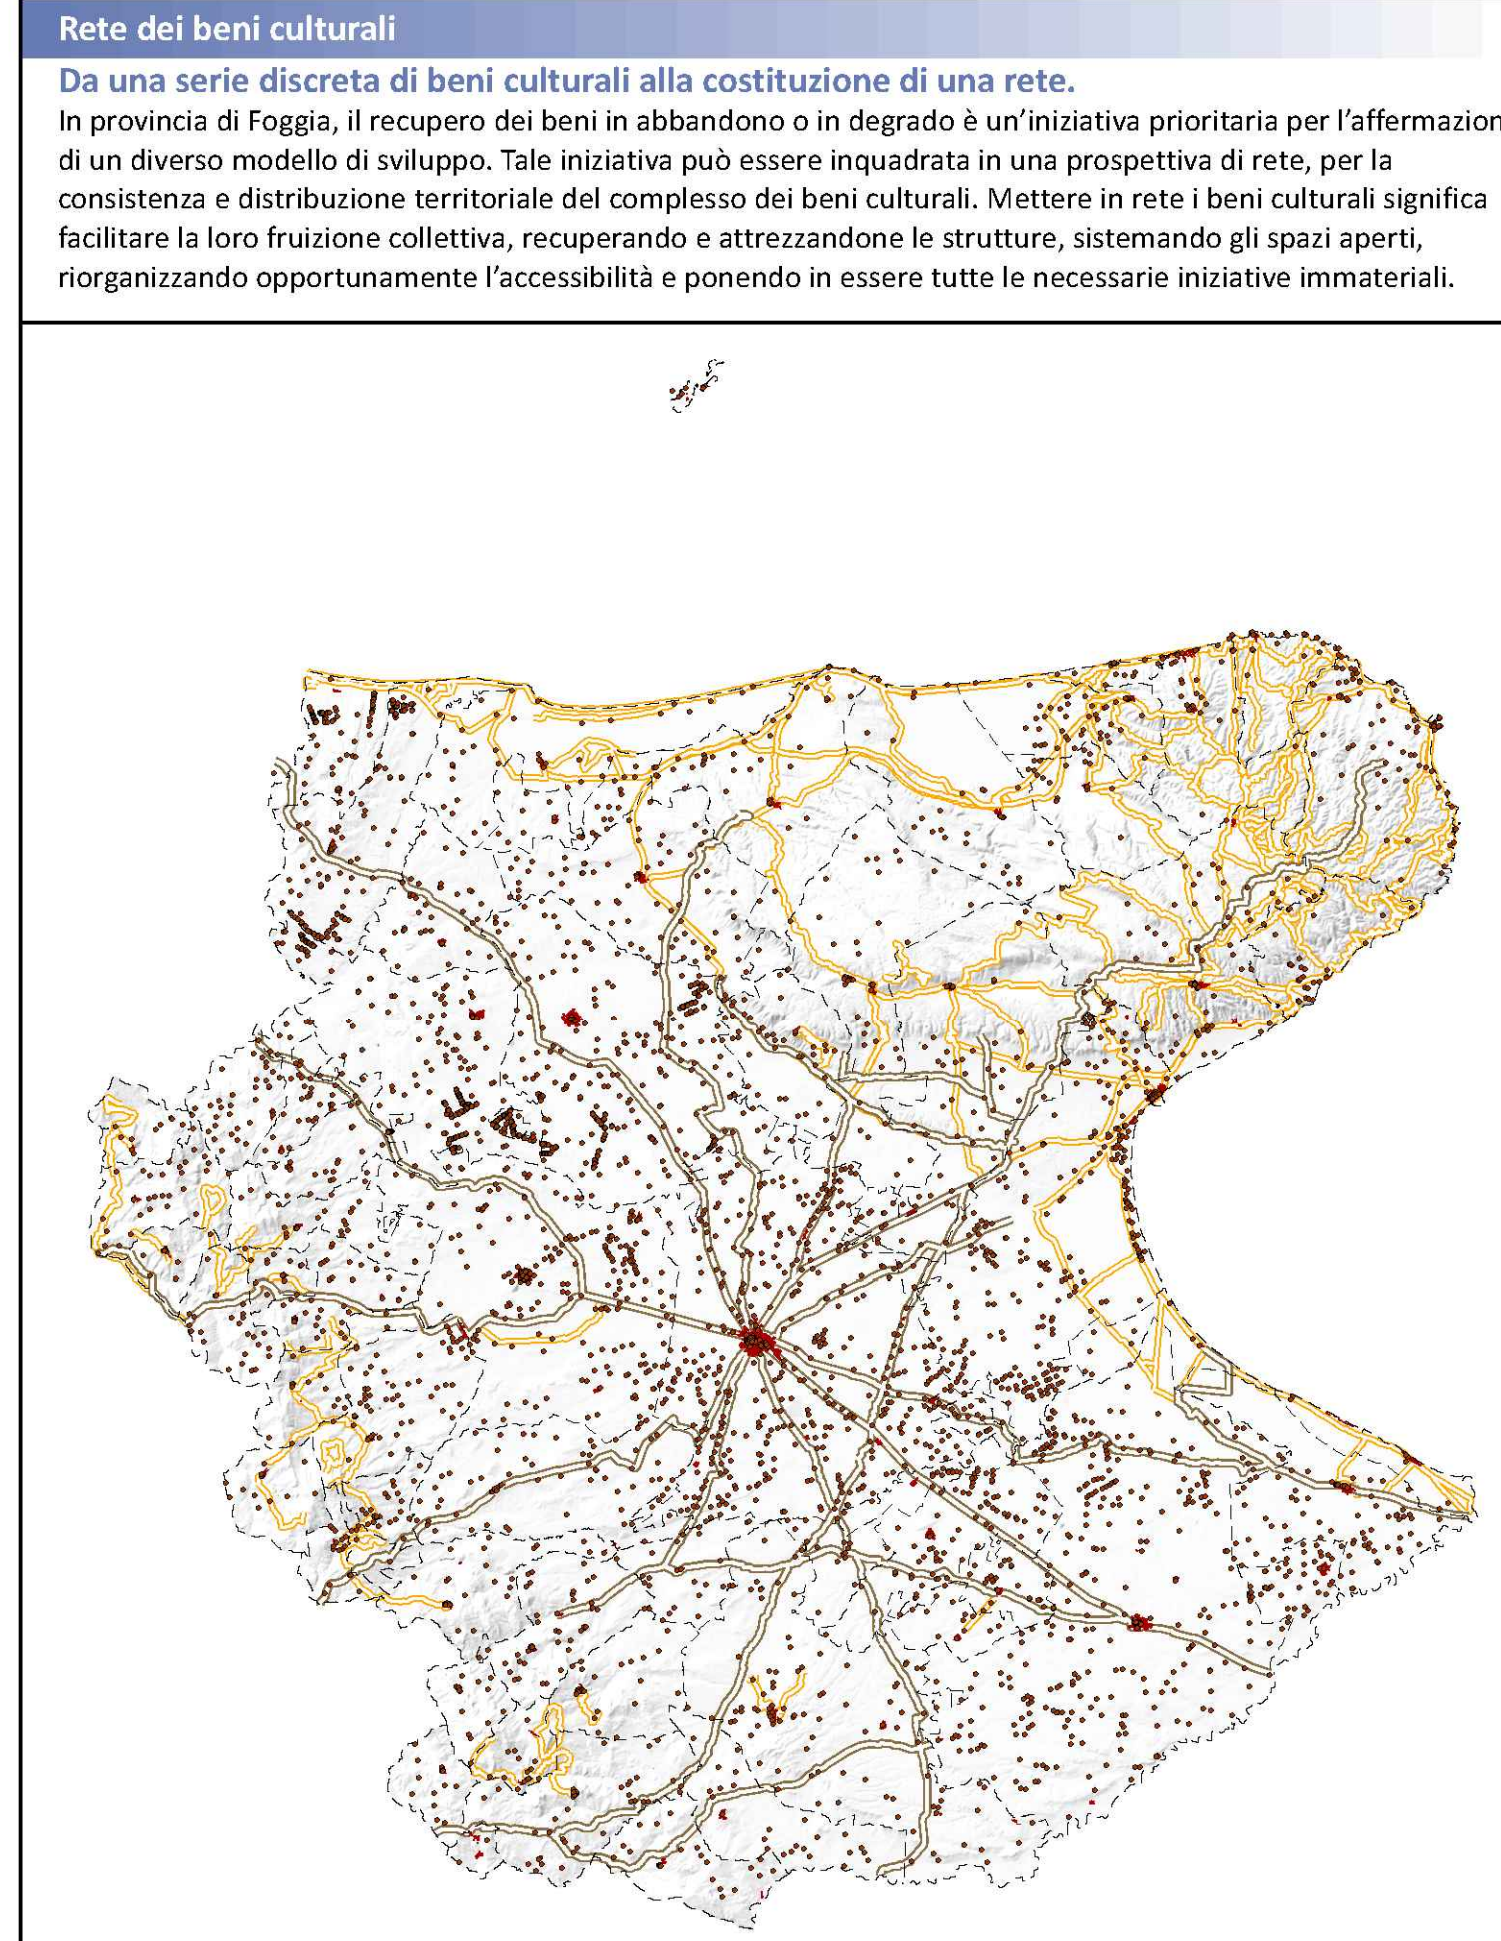 Rete dei beni culturali
Da una serie discreta di beni culturali alla costituzione di una rete.
In provincia di Foggia, il recupero dei beni in abbandono o in degrado è un’iniziativa prioritaria per l’affermazion
di un diverso modello di sviluppo. Tale iniziativa può essere inquadrata in una prospettiva di rete, per la
consistenza e distribuzione territoriale del complesso dei beni culturali. Mettere in rete i beni culturali significa
facilitare la loro fruizione collettiva, recuperando e attrezzandone le strutture, sistemando gli spazi aperti,
riorganizzando opportunamente l’accessibilità e ponendo in essere tutte le necessarie iniziative immateriali.